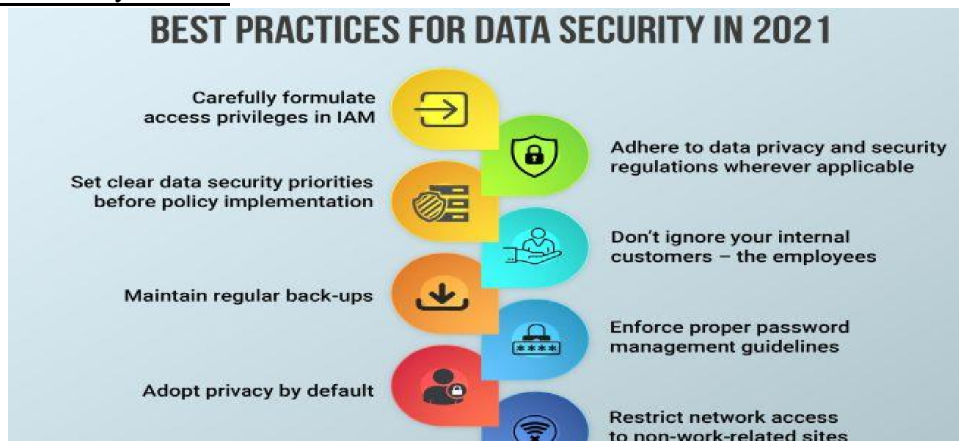 BEST PRACTICES FOR DATA SECURITY IN 2021
Carefully formulate
access privileges in IAM
Adhere to data privacy and security
regulations wherever applicable
Set clear data security priorities
before policy implementation
Don't ignore your internal
customers – the employees
Maintain regular back-ups
Enforce proper password
management guidelines
****
Adopt privacy by default
Restrict network access
to non-work-related sites